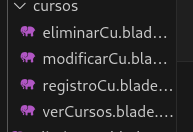 cursos
eliminarCu.blad...
modificarCu.bla...
registroCu.blade...
verCursos.blade....